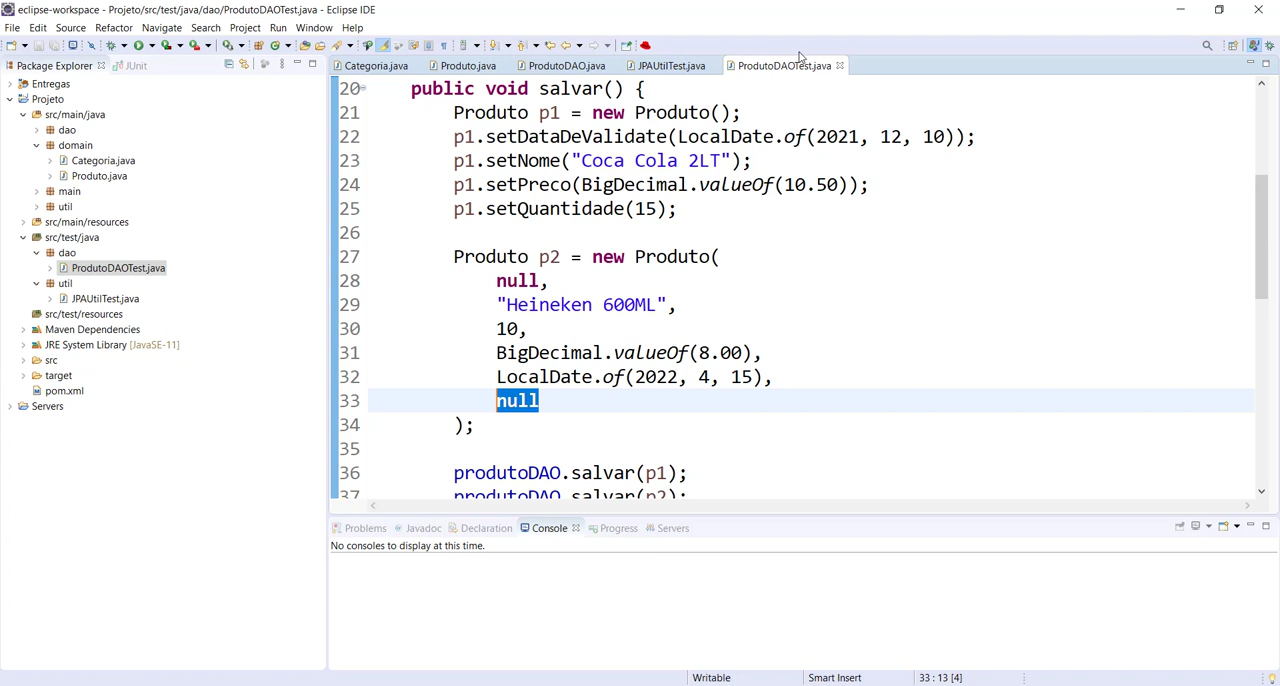 eclipse-workspace - Projeto/src/test/java/dao/ProdutoDAOTest.java - Eclipse IDE
File Edit Source Refactor Navigate Search Project Run Window Help
Package Explorer JUnit
Categoria.java Produto.java ProdutoDAO.java JPAUtilTest.java ProdutoDAOTest.java
Entregas
Projeto
src/main/java
dao
domain
Categoria.java
Produto.java
main
util
src/main/resources
src/test/java
dao
ProdutoDAOTest.java
util
JPAUtilTest.java
src/test/resources
Maven Dependencies
JRE System Library [JavaSE-11]
src
target
pom.xml
Servers
20 public void salvar() {
21 Produto p1 = new Produto();
22 p1.setDataDeValidate(LocalDate.of(2021, 12, 10));
23 p1.setNome("Coca Cola 2LT");
24 p1.setPreco(BigDecimal.valueOf(10.50));
25 p1.setQuantidade(15);
26
27 Produto p2 = new Produto(
28 null,
29 "Heineken 600ML",
30 10,
31 BigDecimal.valueOf(8.00),
32 LocalDate.of(2022, 4, 15),
33 null
34 );
35
36 produtoDAO.salvar(p1);
37 produtoDAO.salvar(p2);
Problems Javadoc Declaration Console Progress Servers
No consoles to display at this time.
Writable Smart Insert 33 : 13 [4]